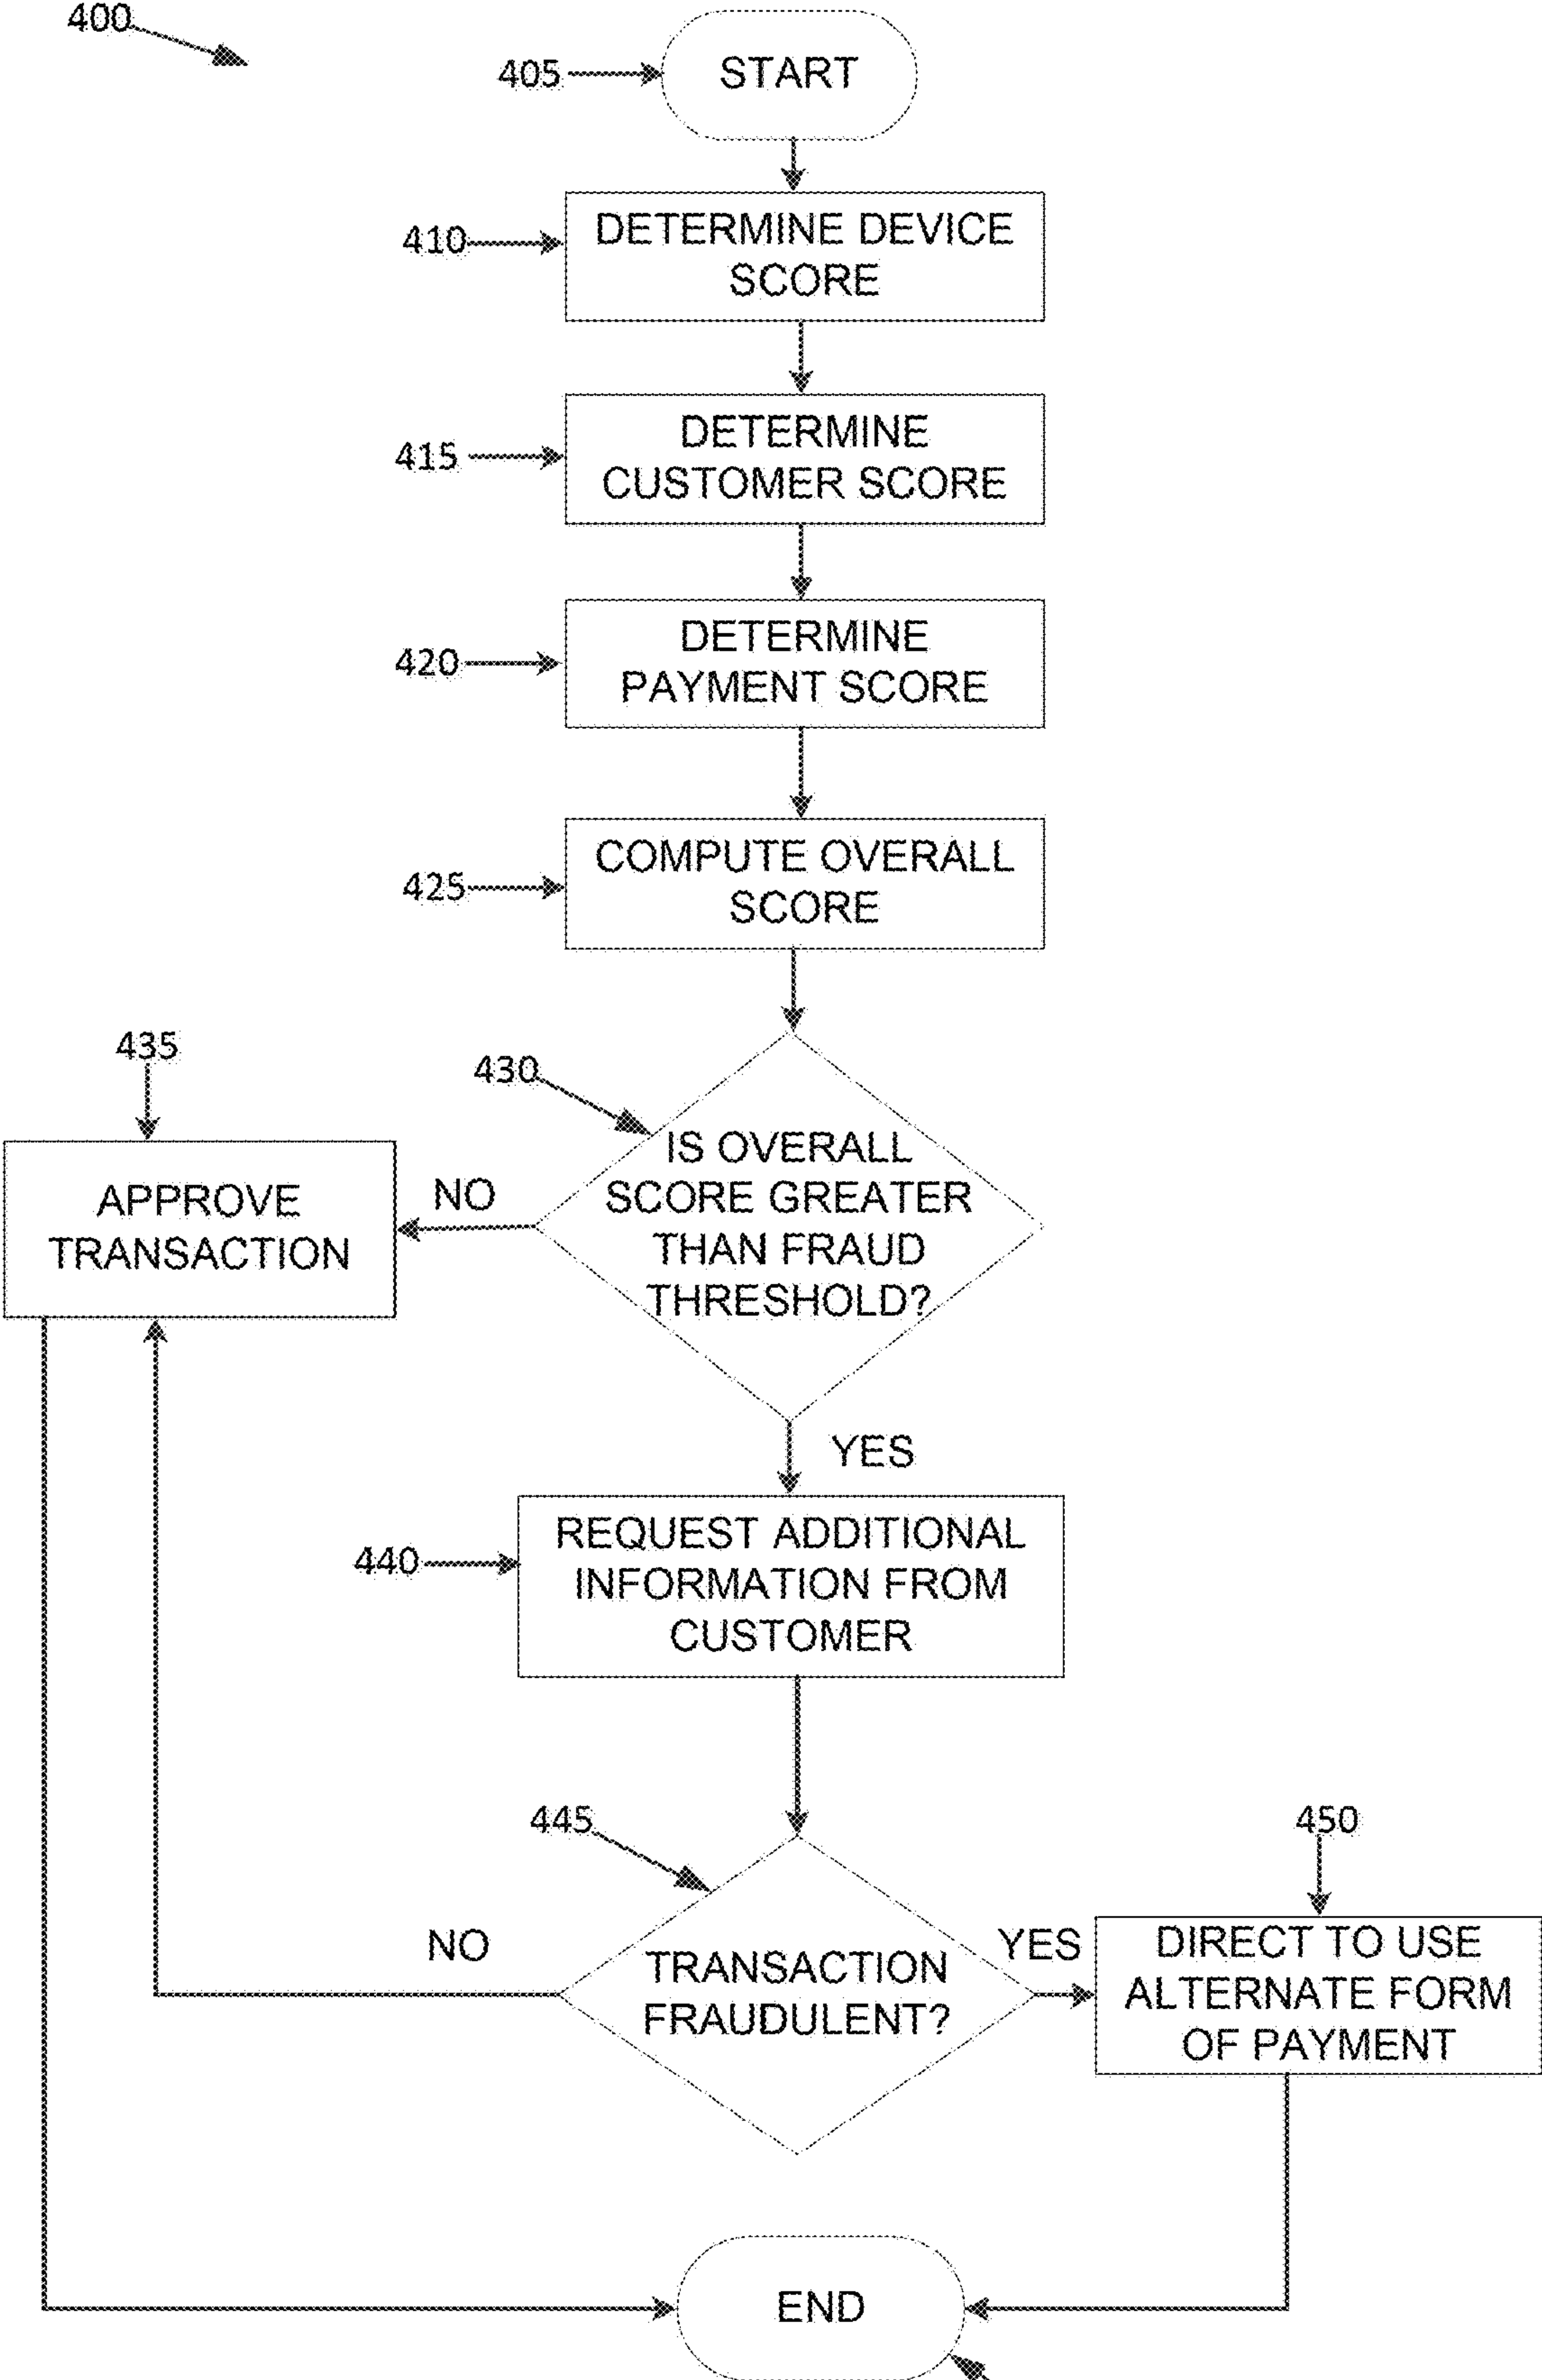 400
405
START
410
DETERMINE DEVICE
SCORE
415
DETERMINE
CUSTOMER SCORE
420
DETERMINE
PAYMENT SCORE
425
COMPUTE OVERALL
SCORE
430
IS OVERALL
SCORE GREATER
THAN FRAUD
THRESHOLD?
NO
435
APPROVE
TRANSACTION
YES
440
REQUEST ADDITIONAL
INFORMATION FROM
CUSTOMER
445
TRANSACTION
FRAUDULENT?
NO
YES
450
DIRECT TO USE
ALTERNATE FORM
OF PAYMENT
END